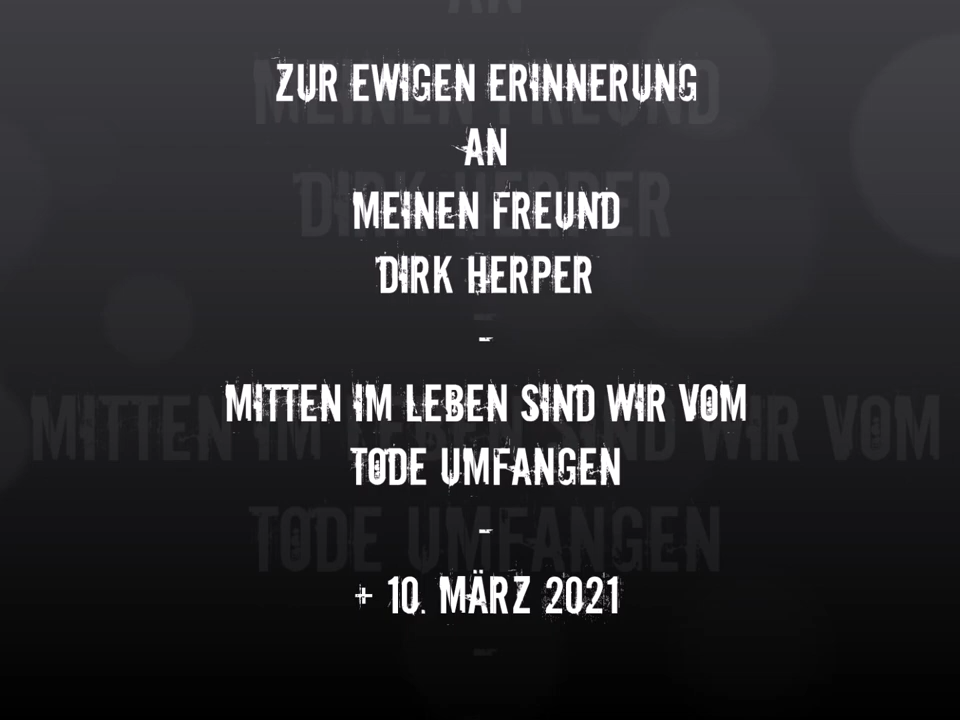 ZUR EWIGEN ERINNERUNG
AN
MEINEN FREUND
DIRK HERPER
-
MITTEN IM LEBEN SIND WIR VOM
TODE UMFANGEN
-
+ 10. MÄRZ 2021